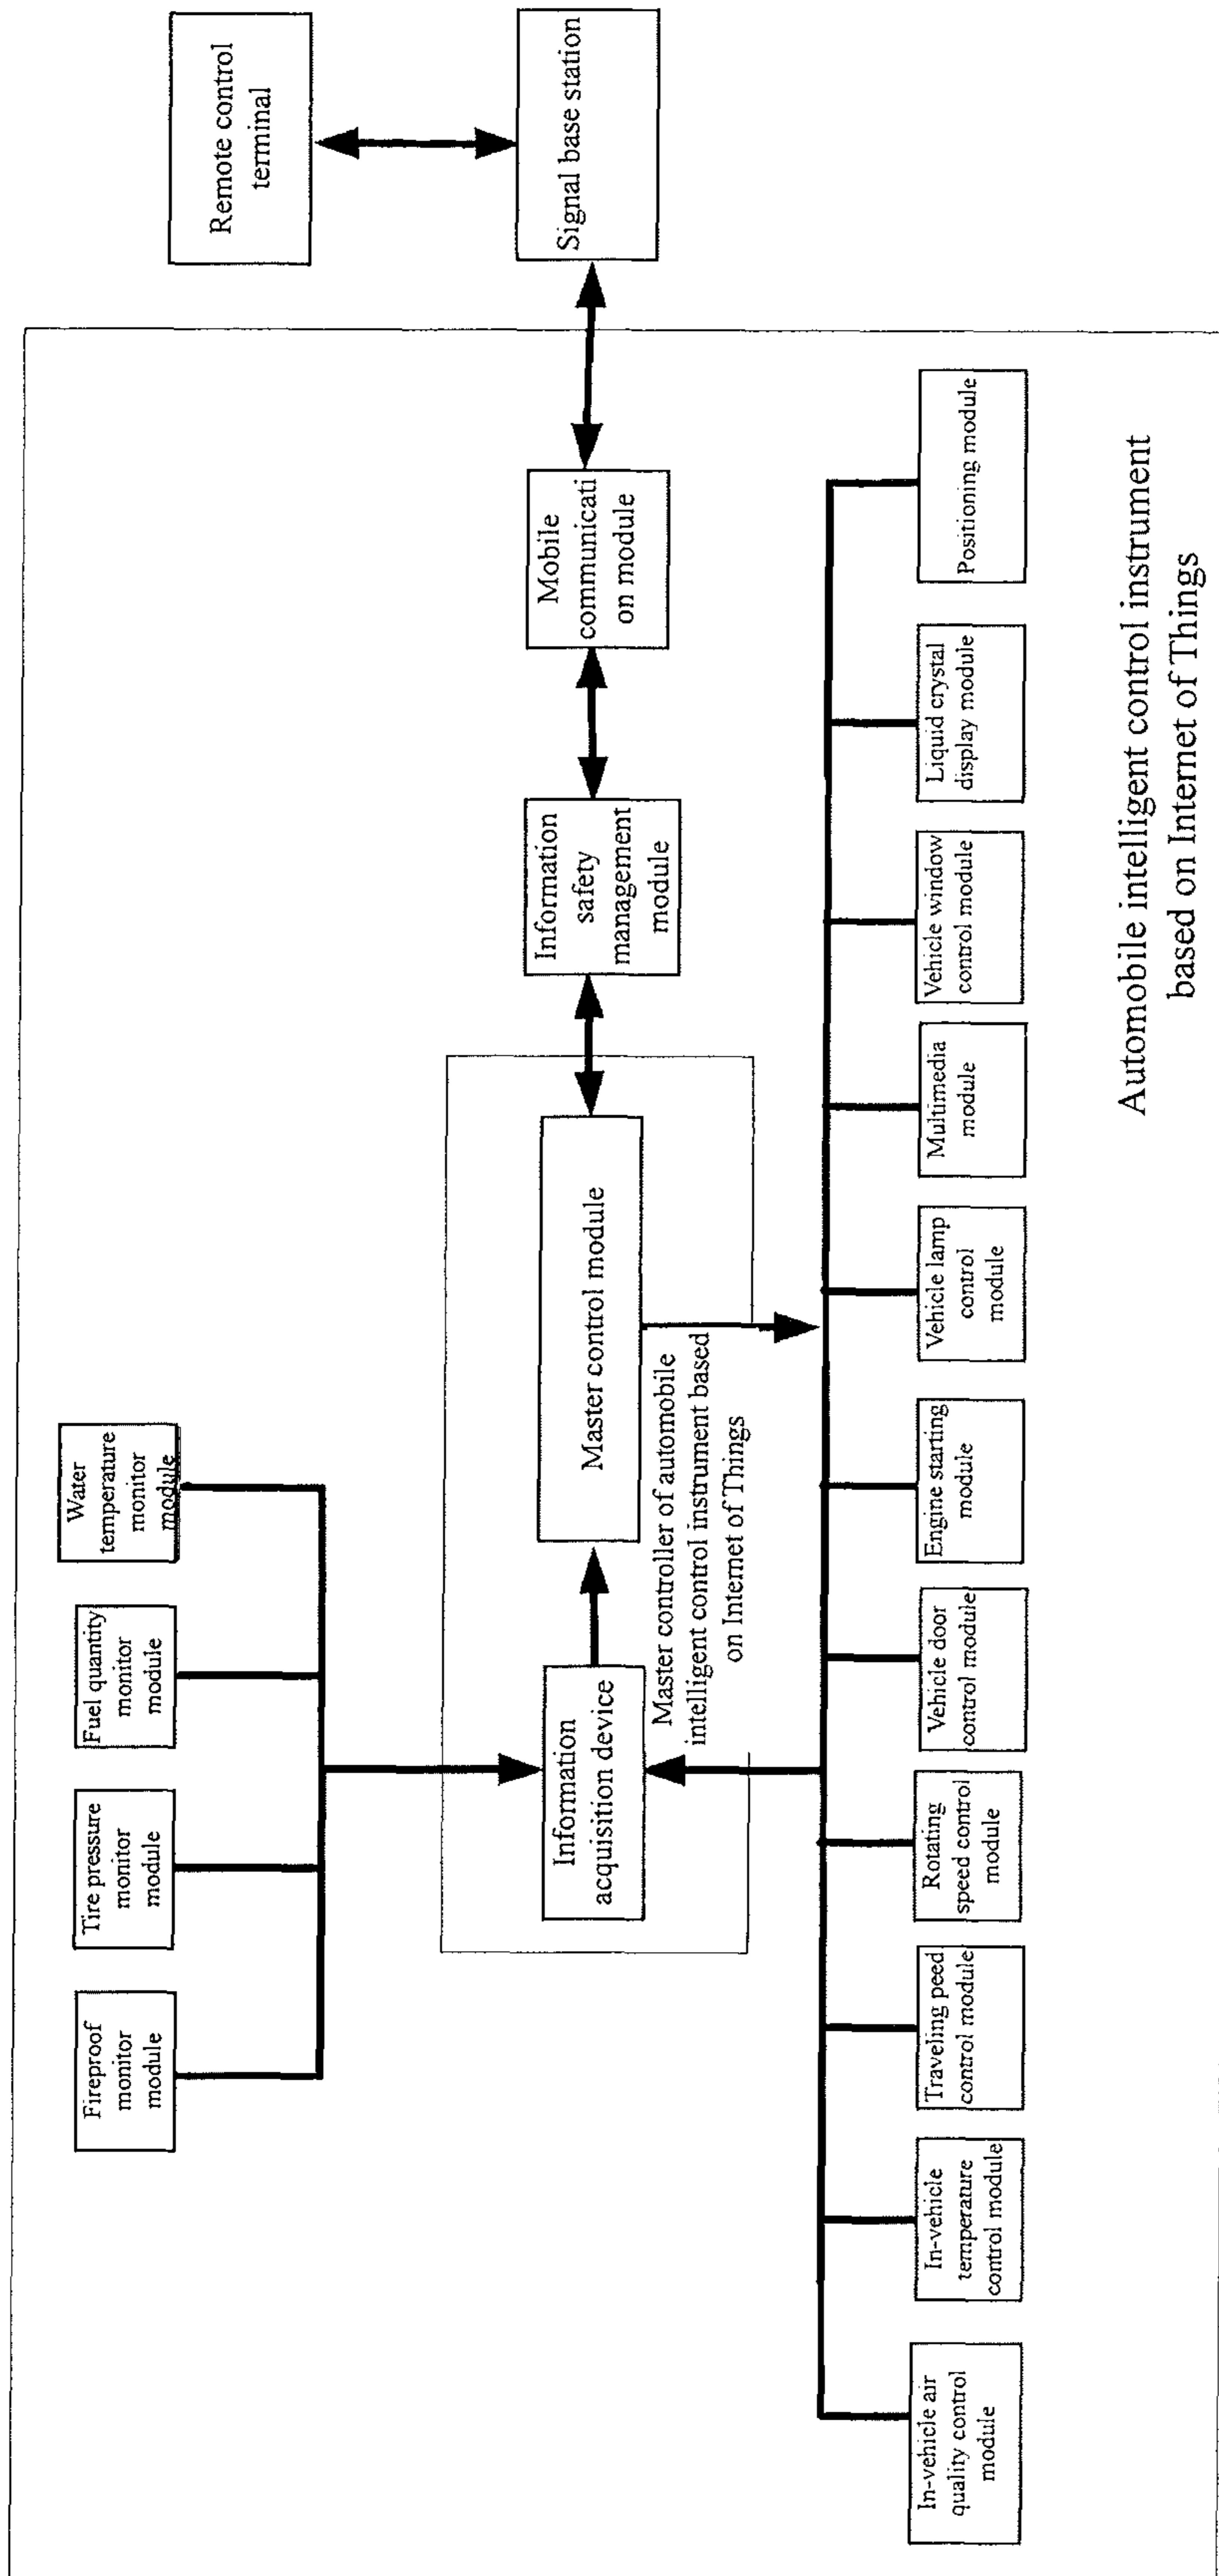 Fireproof
monitor
module
Tire pressure
monitor
module
Fuel quantity
monitor
module
Water
temperature
monitor
module
Remote control
terminal
Information
acquisition device
Master control module
Information
safety
management
module
Mobile
communicati
on module
Signal base station
Master controller of automobile
intelligent control instrument based
on Internet of Things
In-vehicle air
quality control
module
In-vehicle
temperature
control module
Traveling peed
control module
Rotating
speed control
module
Vehicle door
control module
Engine starting
module
Vehicle lamp
control
module
Multimedia
module
Vehicle window
control module
Liquid crystal
display module
Positioning module
Automobile intelligent control instrument
based on Internet of Things